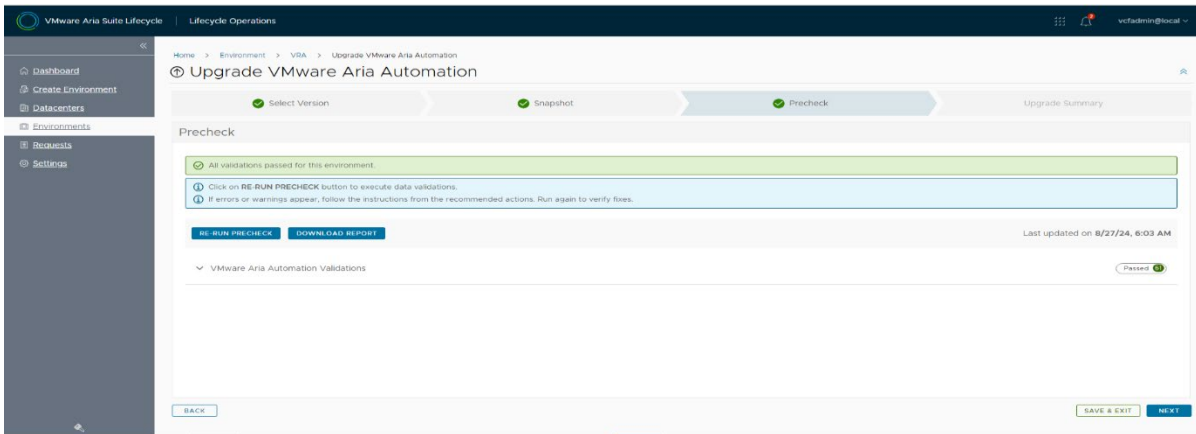 VMware Aria Suite Lifecycle | Lifecycle Operations
vcfadmin@local
Dashboard
Create Environment
Datacenters
Environments
Requests
Settings
Home > Environment > VRA > Upgrade VMware Aria Automation
Upgrade VMware Aria Automation
Select Version
Snapshot
Precheck
Upgrade Summary
Precheck
All validations passed for this environment.
Click on RE-RUN PRECHECK button to execute data validations.
If errors or warnings appear, follow the instructions from the recommended actions. Run again to verify fixes.
RE-RUN PRECHECK DOWNLOAD REPORT Last updated on 8/27/24, 6:03 AM
VMware Aria Automation Validations Passed
BACK SAVE & EXIT NEXT